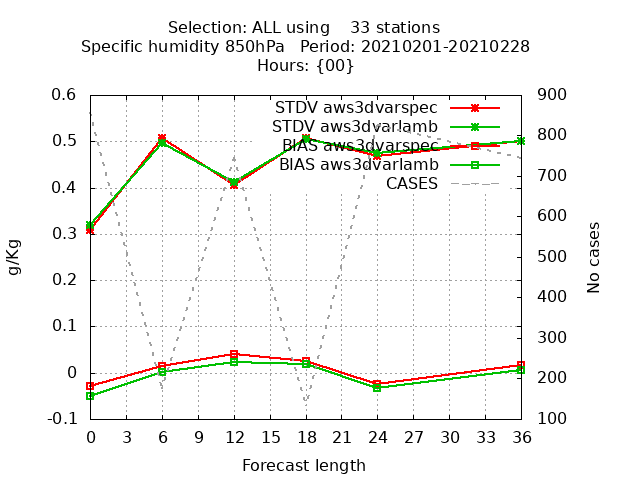 Selection: ALL using    33 stations
Specific humidity 850hPa   Period: 20210201-20210228
Hours: {00}
0.6
0.5
0.4
0.3
0.2
0.1
0
-0.1
g/Kg
STDV aws3dvarspec
STDV aws3dvarlamb
BIAS aws3dvarspec
BIAS aws3dvarlamb
CASES
900
800
700
600
500
400
300
200
100
No cases
0 3 6 9 12 15 18 21 24 27 30 33 36
Forecast length